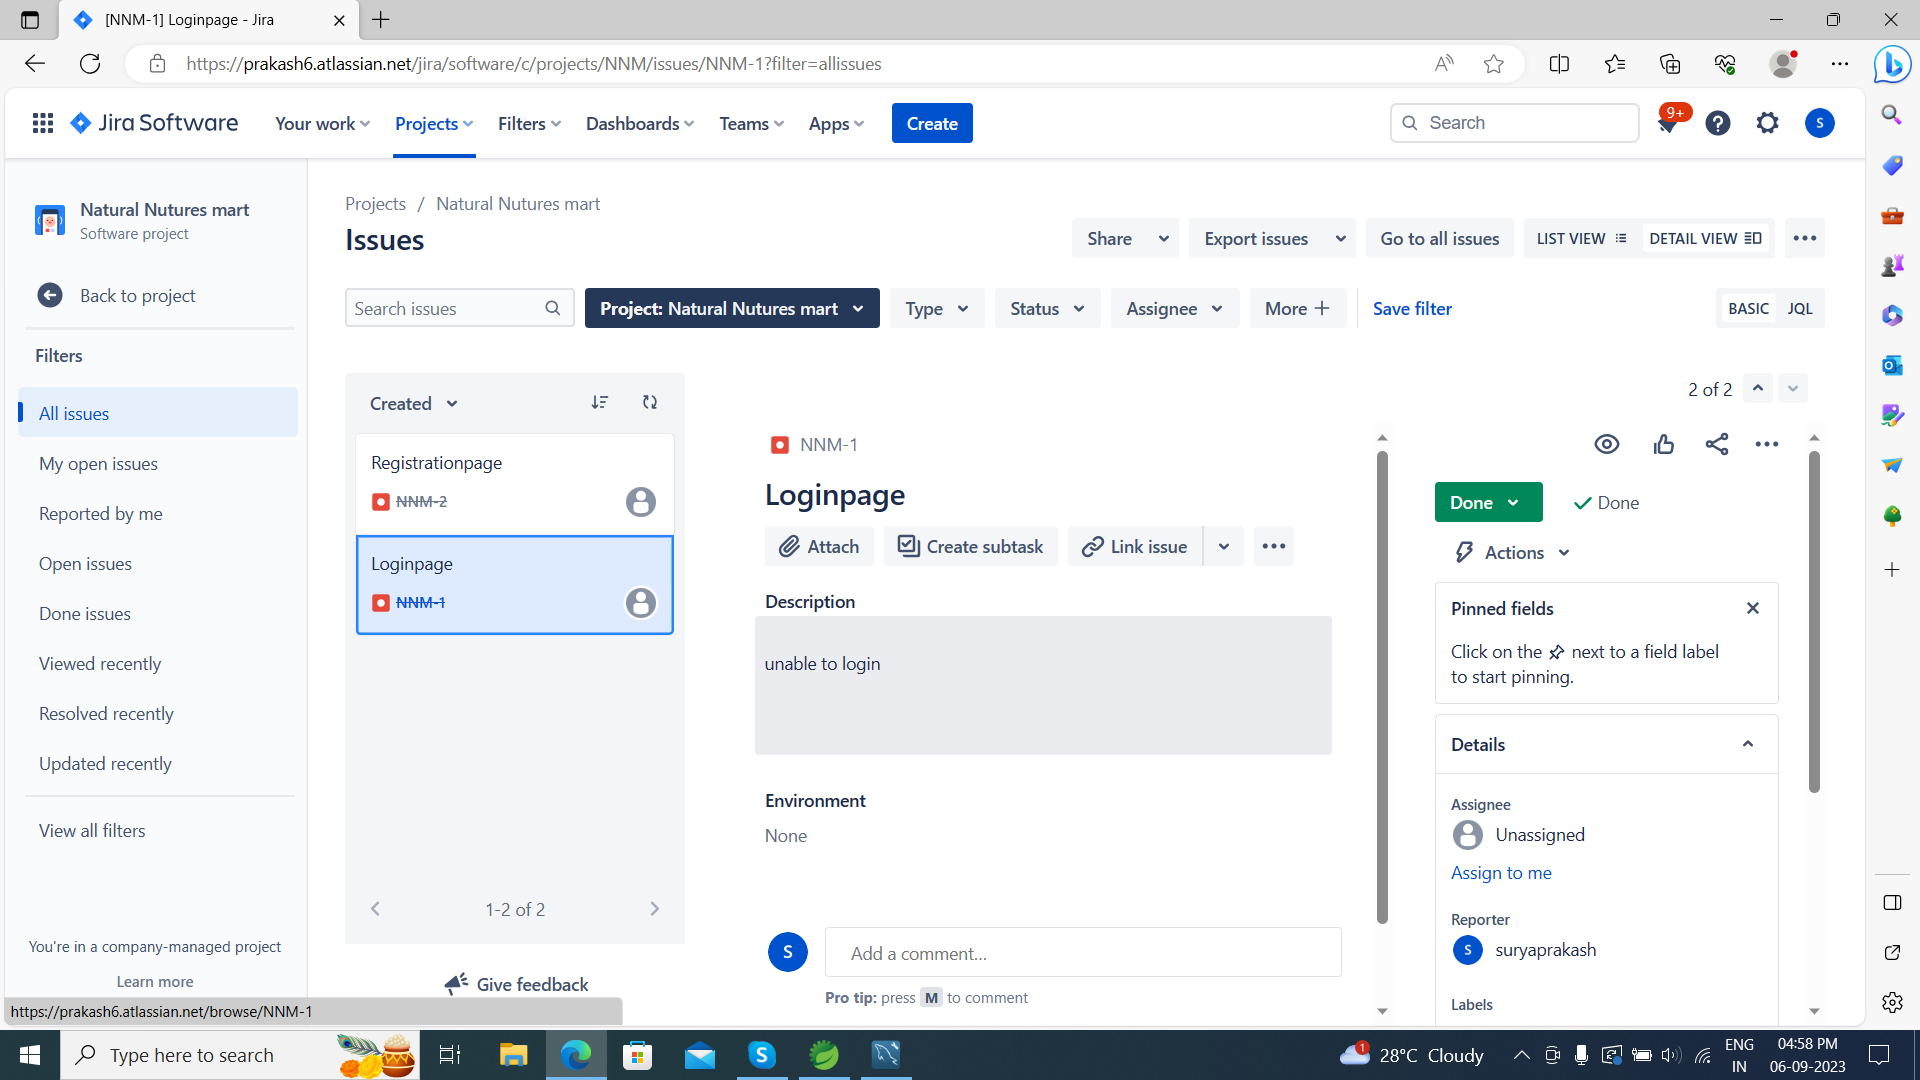 [NNM-1] Loginpage - Jira
https://prakash6.atlassian.net/jira/software/c/projects/NNM/issues/NNM-1?filter=allissues
Jira Software
Your work
Projects
Filters
Dashboards
Teams
Apps
Create
Search
9+
S
Natural Nutures mart
Software project
Back to project
Filters
All issues
My open issues
Reported by me
Open issues
Done issues
Viewed recently
Resolved recently
Updated recently
View all filters
You're in a company-managed project
Learn more
https://prakash6.atlassian.net/browse/NNM-1
Projects / Natural Nutures mart
Issues
Share
Export issues
Go to all issues
LIST VIEW
DETAIL VIEW
Search issues
Project: Natural Nutures mart
Type
Status
Assignee
More
Save filter
BASIC
JQL
Created
Registrationpage
NNM-2
Loginpage
NNM-1
1-2 of 2
Give feedback
2 of 2
NNM-1
Loginpage
Attach
Create subtask
Link issue
Description
unable to login
Environment
None
S
Add a comment...
Pro tip: press M to comment
Done
Done
Actions
Pinned fields
Click on the next to a field label
to start pinning.
Details
Assignee
Unassigned
Assign to me
Reporter
S
suryaprakash
Labels
Type here to search
1
28°C Cloudy
ENG
IN
04:58 PM
06-09-2023